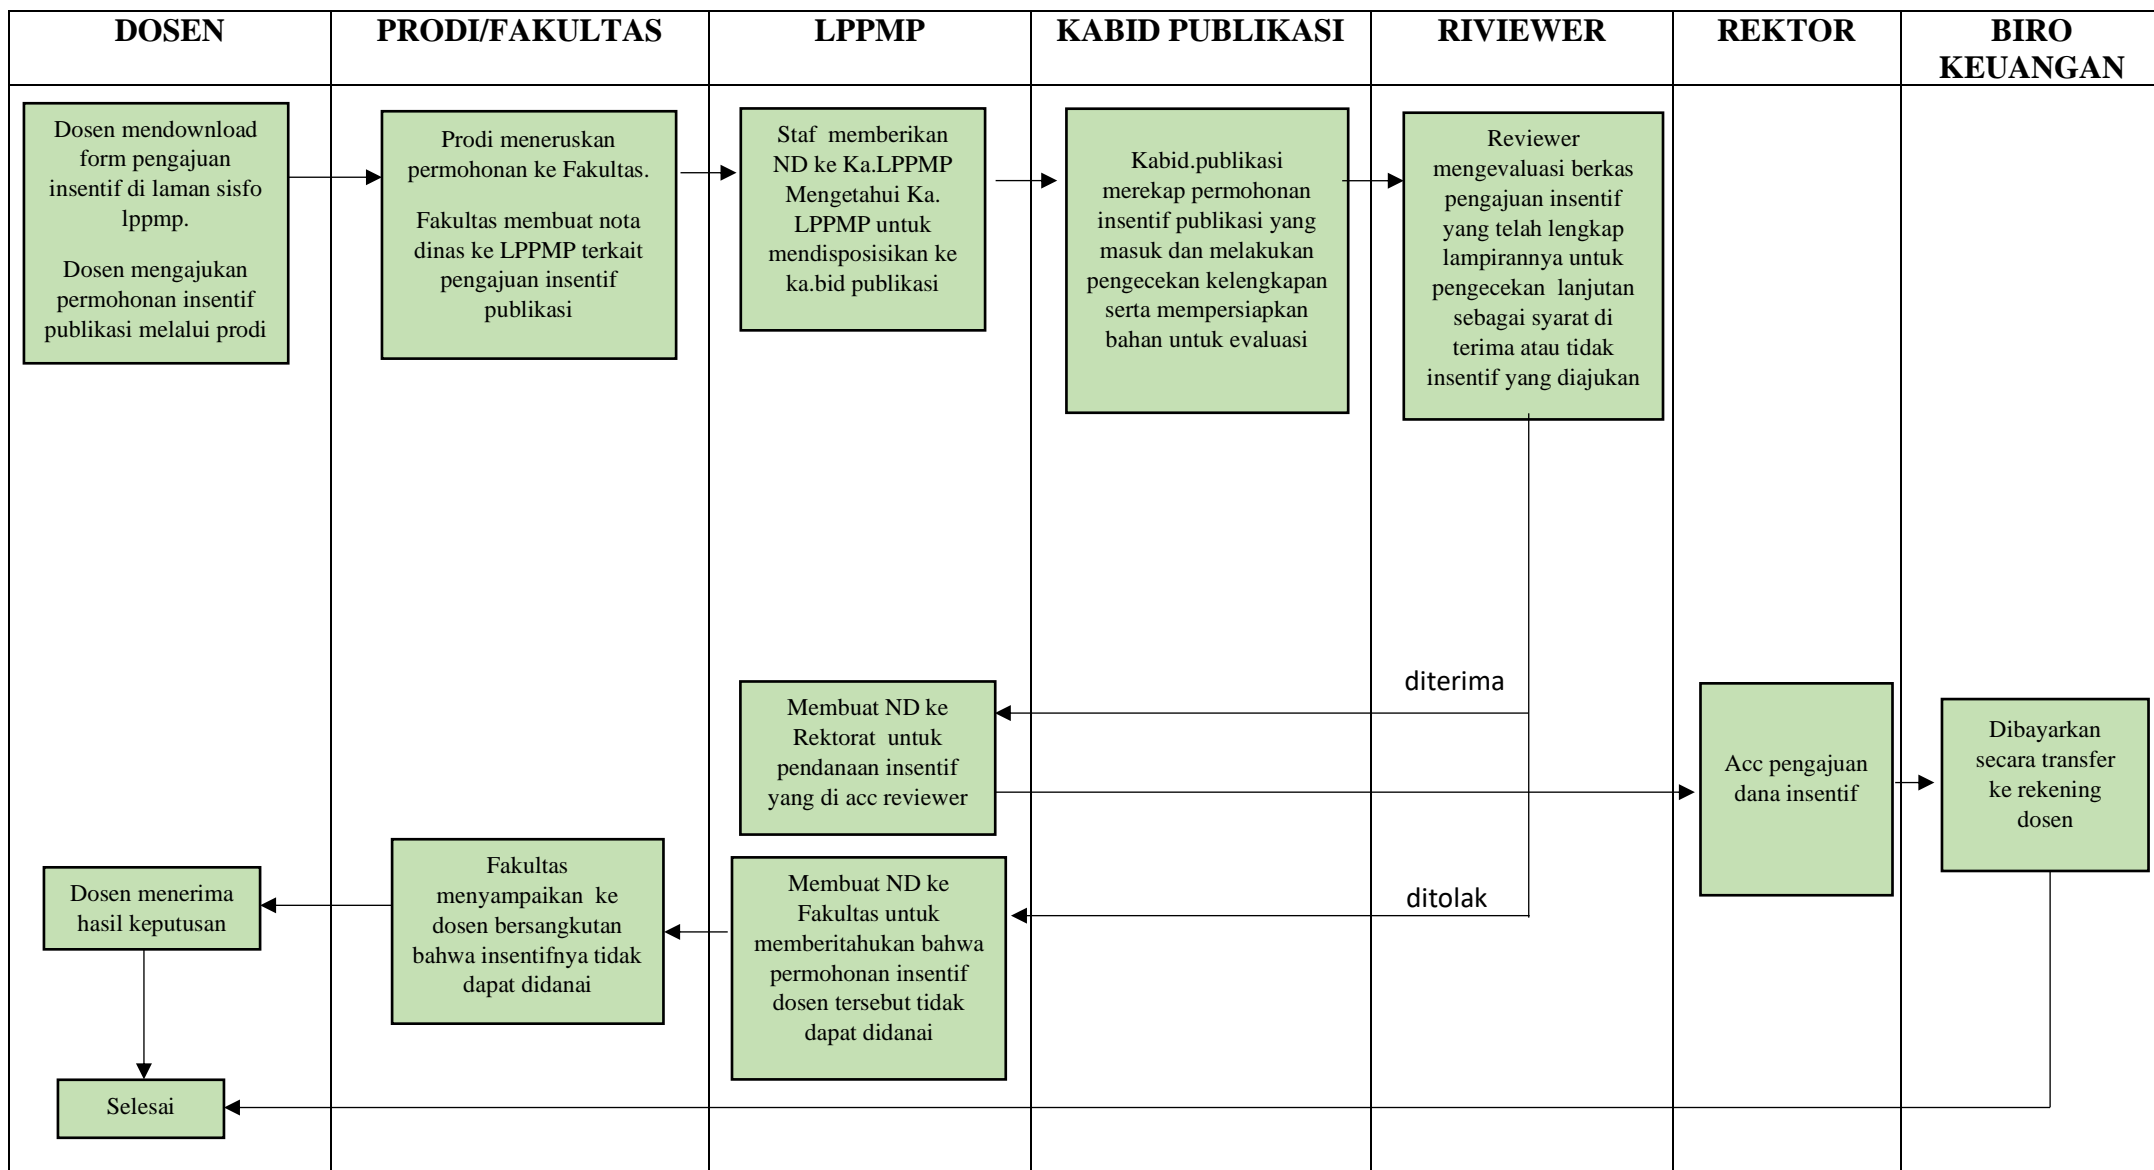 DOSEN
PRODI/FAKULTAS
LPPMP
KABID PUBLIKASI
RIVIEWER
REKTOR
BIRO
KEUANGAN
Dosen mendownload
form pengajuan
insentif di laman sisfo
lppmp.
Dosen mengajukan
permohonan insentif
publikasi melalui prodi
Prodi meneruskan
permohonan ke Fakultas.
Fakultas membuat nota
dinas ke LPPMP terkait
pengajuan insentif
publikasi
Staf  memberikan
ND ke Ka.LPPMP
Mengetahui Ka.
LPPMP untuk
mendisposisikan ke
ka.bid publikasi
Kabid.publikasi
merekap permohonan
insentif publikasi yang
masuk dan melakukan
pengecekan kelengkapan
serta mempersiapkan
bahan untuk evaluasi
Reviewer
mengevaluasi berkas
pengajuan insentif
yang telah lengkap
lampirannya untuk
pengecekan  lanjutan
sebagai syarat di
terima atau tidak
insentif yang diajukan
diterima
Membuat ND ke
Rektorat  untuk
pendanaan insentif
yang di acc reviewer
Acc pengajuan
dana insentif
Dibayarkan
secara transfer
ke rekening
dosen
ditolak
Membuat ND ke
Fakultas untuk
memberitahukan bahwa
permohonan insentif
dosen tersebut tidak
dapat didanai
Fakultas
menyampaikan  ke
dosen bersangkutan
bahwa insentifnya tidak
dapat didanai
Dosen menerima
hasil keputusan
Selesai